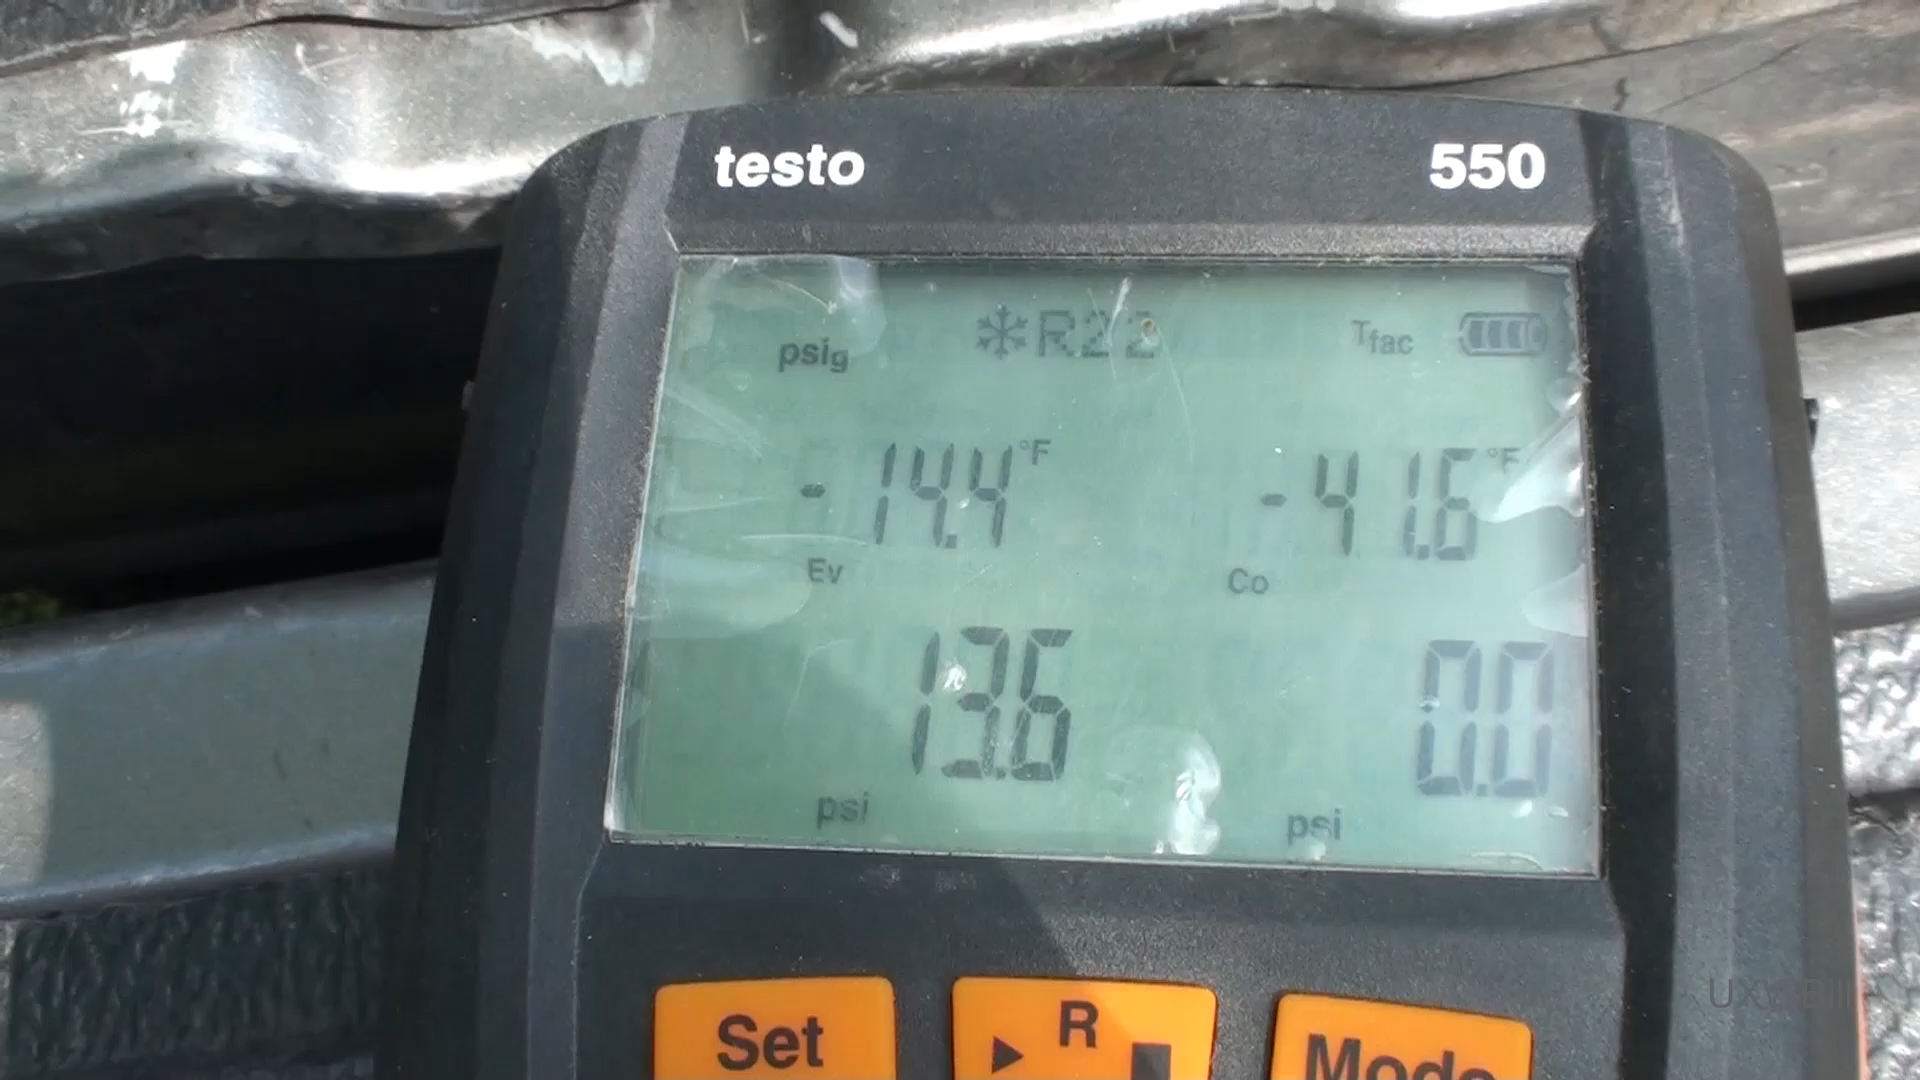 testo 550
psig ❄R22 Tfac
-14.4 °F -41.6 °F
Ev Co
13.6 0.0
psi psi
Set R Mode